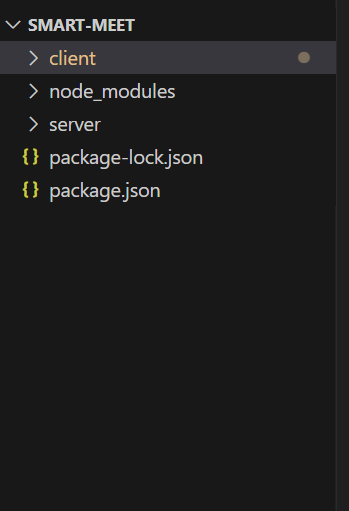 SMART-MEET
client
node_modules
server
{} package-lock.json
{} package.json